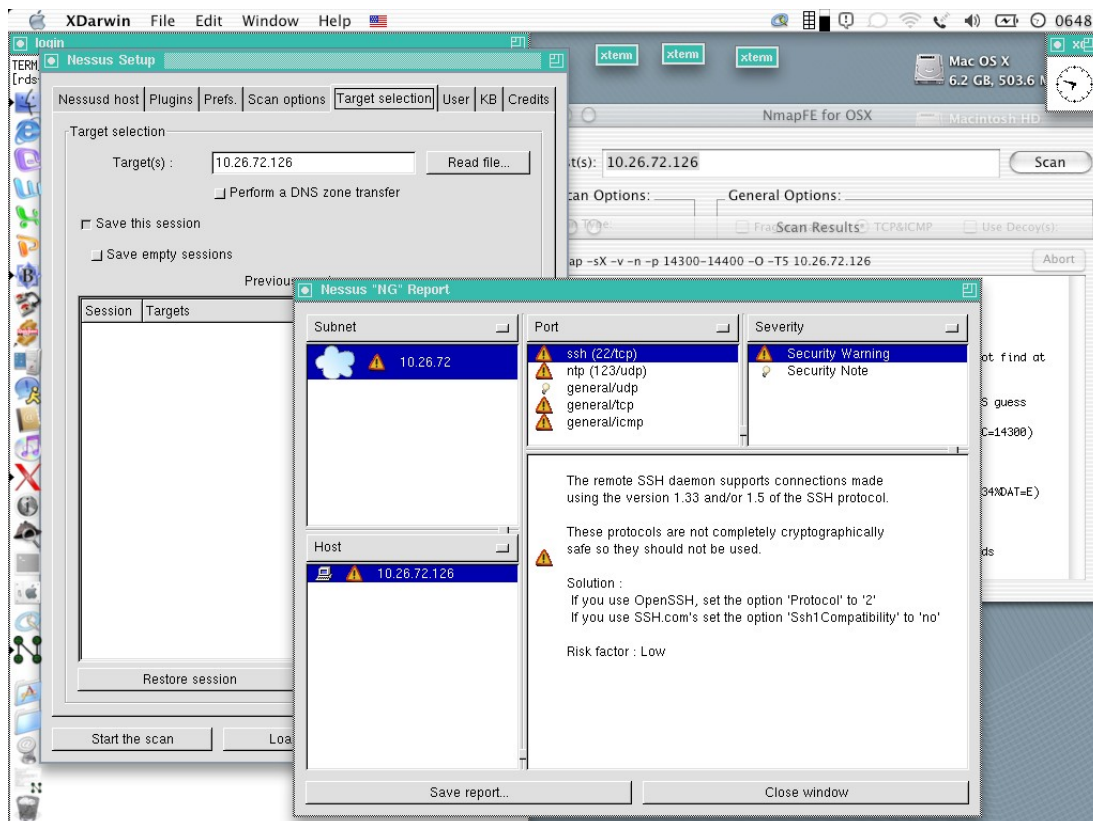 XDarwin File Edit Window Help
0648
login
TERM
[rds
xterm
xterm
xterm
Mac OS X
6.2 GB, 503.6
Macintosh HD
Nessus Setup
Nessusd host
Plugins
Prefs.
Scan options
Target selection
User
KB
Credits
Target selection
Target(s) :
10.26.72.126
Read file...
Perform a DNS zone transfer
Save this session
Save empty sessions
Previou
Session
Targets
Restore session
Start the scan
Loa
NmapFE for OSX
t(s): 10.26.72.126
Scan
can Options:
General Options:
Scan Results
TCP&ICMP
Use Decoy(s):
ap -sX -v -n -p 14300-14400 -O -T5 10.26.72.126
Abort
ot find at
S guess
C=14300)
34%DAT=E)
ds
Nessus "NG" Report
Subnet
10.26.72
Port
ssh (22/tcp)
ntp (123/udp)
general/udp
general/tcp
general/icmp
Severity
Security Warning
Security Note
Host
10.26.72.126
The remote SSH daemon supports connections made
using the version 1.33 and/or 1.5 of the SSH protocol.
These protocols are not completely cryptographically
safe so they should not be used.
Solution :
If you use OpenSSH, set the option 'Protocol' to '2'
If you use SSH.com's set the option 'Ssh1Compatibility' to 'no'
Risk factor : Low
Save report...
Close window